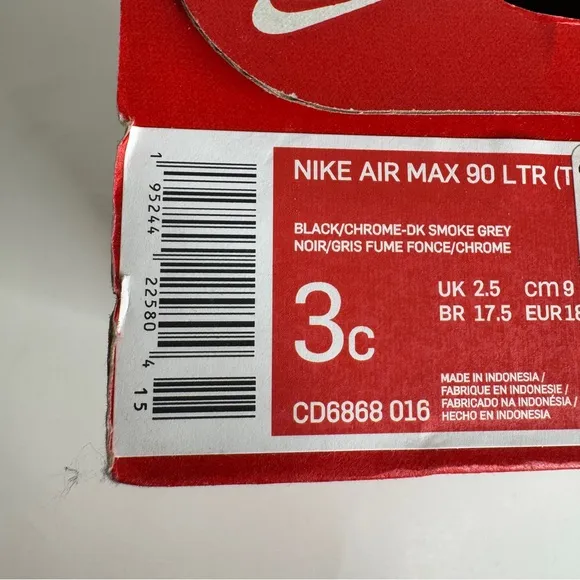 NIKE AIR MAX 90 LTR (T
BLACK/CHROME-DK SMOKE GREY
NOIR/GRIS FUME FONCE/CHROME
3C
UK 2.5 cm 9
BR 17.5 EUR 18
CD6868 016
MADE IN INDONESIA /
FABRIQUE EN INDONESIE /
FABRICADO NA INDONÉSIA /
HECHO EN INDONESIA
1 95244 22580 4 15